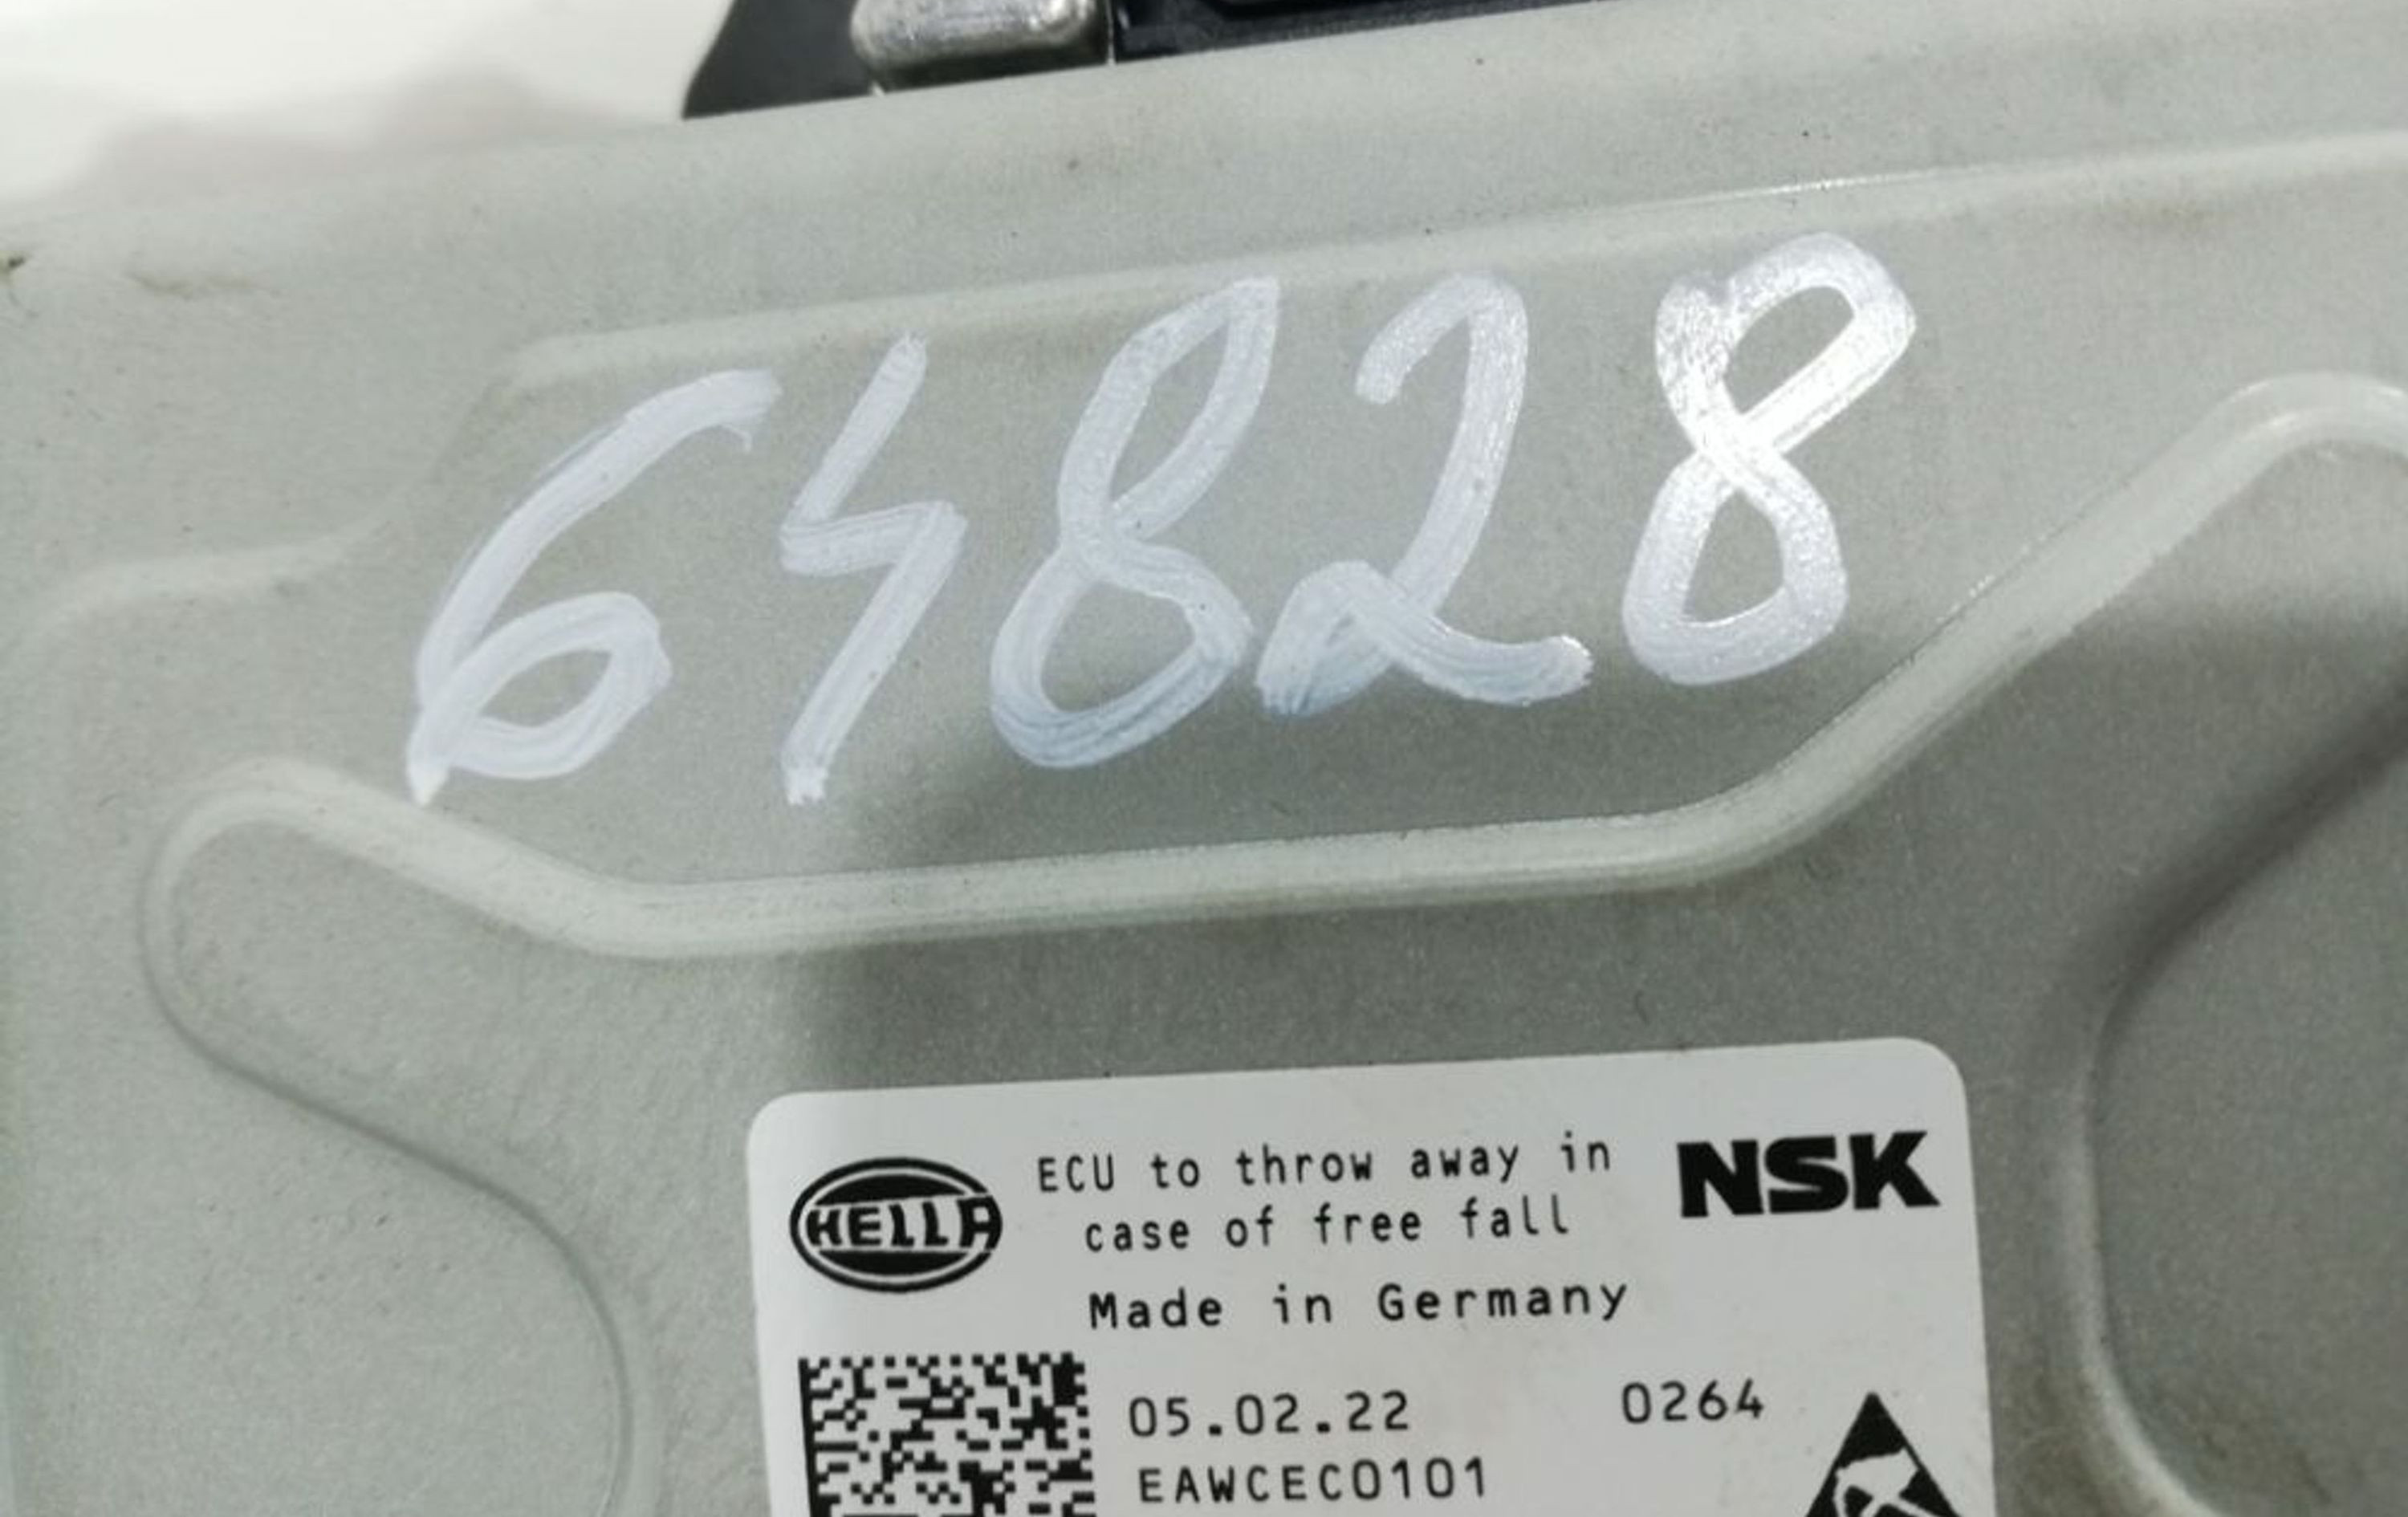 64828
HELLA
ECU to throw away in
case of free fall
NSK
Made in Germany
05.02.22 0264
EAWCEC0101